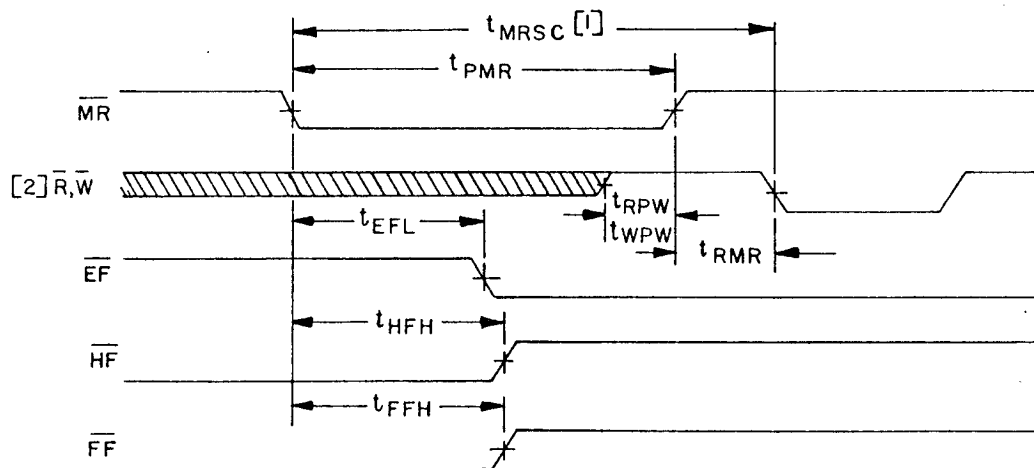 tMRSC [1]
tPMR
MR
[2] R,W
tRPW
tEFL
tWPW
tRMR
EF
tHFH
HF
tFFH
FF